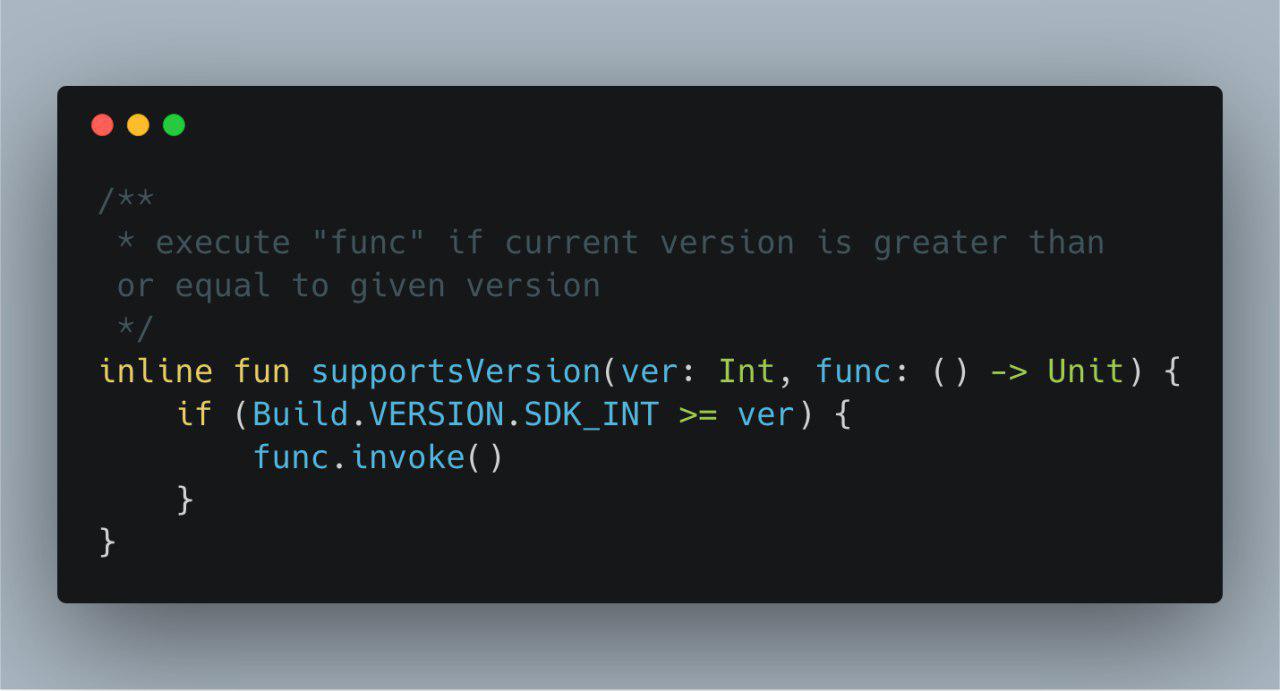 /**
 * execute "func" if current version is greater than
 or equal to given version
 */
inline fun supportsVersion(ver: Int, func: () -> Unit) {
    if (Build.VERSION.SDK_INT >= ver) {
        func.invoke()
    }
}